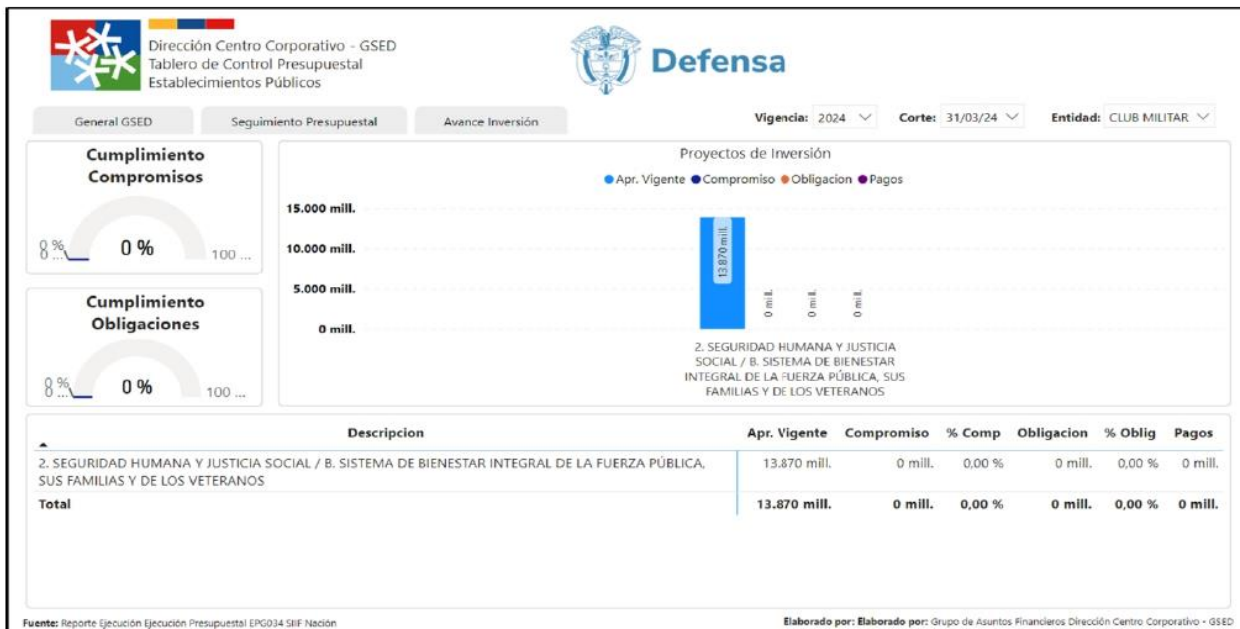 Dirección Centro Corporativo - GSED
Tablero de Control Presupuestal
Establecimientos Públicos
Defensa
General GSED
Seguimiento Presupuestal
Avance Inversión
Vigencia: 2024
Corte: 31/03/24
Entidad: CLUB MILITAR
Cumplimiento
Compromisos
0 %
0 ...
0 %
100 ...
Cumplimiento
Obligaciones
0 %
0 ...
0 %
100 ...
Proyectos de Inversión
Apr. Vigente Compromiso Obligacion Pagos
15.000 mill.
10.000 mill.
5.000 mill.
0 mill.
13.870 mill.
0 mill.
0 mill.
0 mill.
2. SEGURIDAD HUMANA Y JUSTICIA
SOCIAL / B. SISTEMA DE BIENESTAR
INTEGRAL DE LA FUERZA PÚBLICA, SUS
FAMILIAS Y DE LOS VETERANOS
Descripcion Apr. Vigente Compromiso % Comp Obligacion % Oblig Pagos
2. SEGURIDAD HUMANA Y JUSTICIA SOCIAL / B. SISTEMA DE BIENESTAR INTEGRAL DE LA FUERZA PÚBLICA, 13.870 mill. 0 mill. 0,00 % 0 mill. 0,00 % 0 mill.
SUS FAMILIAS Y DE LOS VETERANOS
Total 13.870 mill. 0 mill. 0,00 % 0 mill. 0,00 % 0 mill.
Fuente: Reporte Ejecución Ejecución Presupuestal EPG034 SIIF Nación
Elaborado por: Elaborado por: Grupo de Asuntos Financieros Dirección Centro Corporativo - GSED